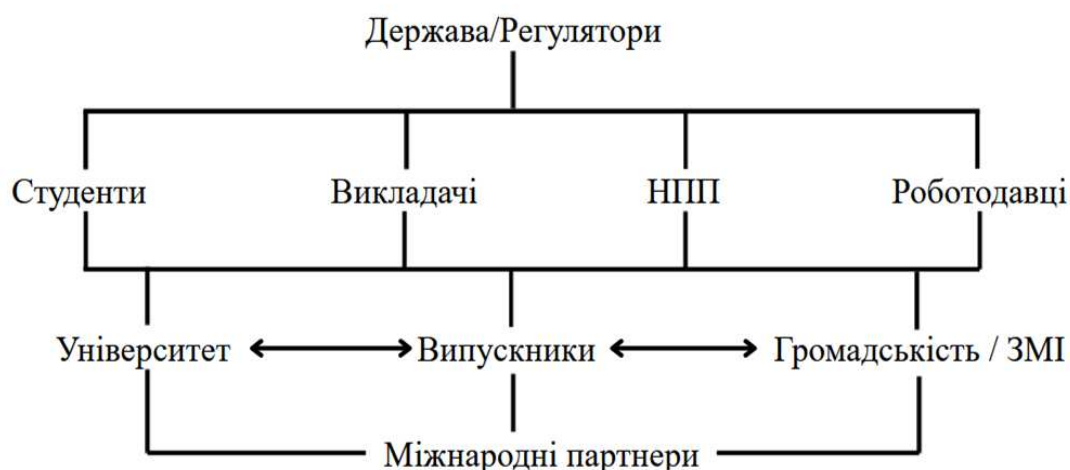 Держава/Регулятори
Студенти Викладачі НПП Роботодавці
Університет Випускники Громадськість / ЗМІ
Міжнародні партнери